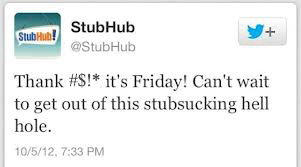 StubHub!
StubHub
@StubHub
Thank #$!* it's Friday! Can't wait
to get out of this stubsucking hell
hole.
10/5/12, 7:33 PM